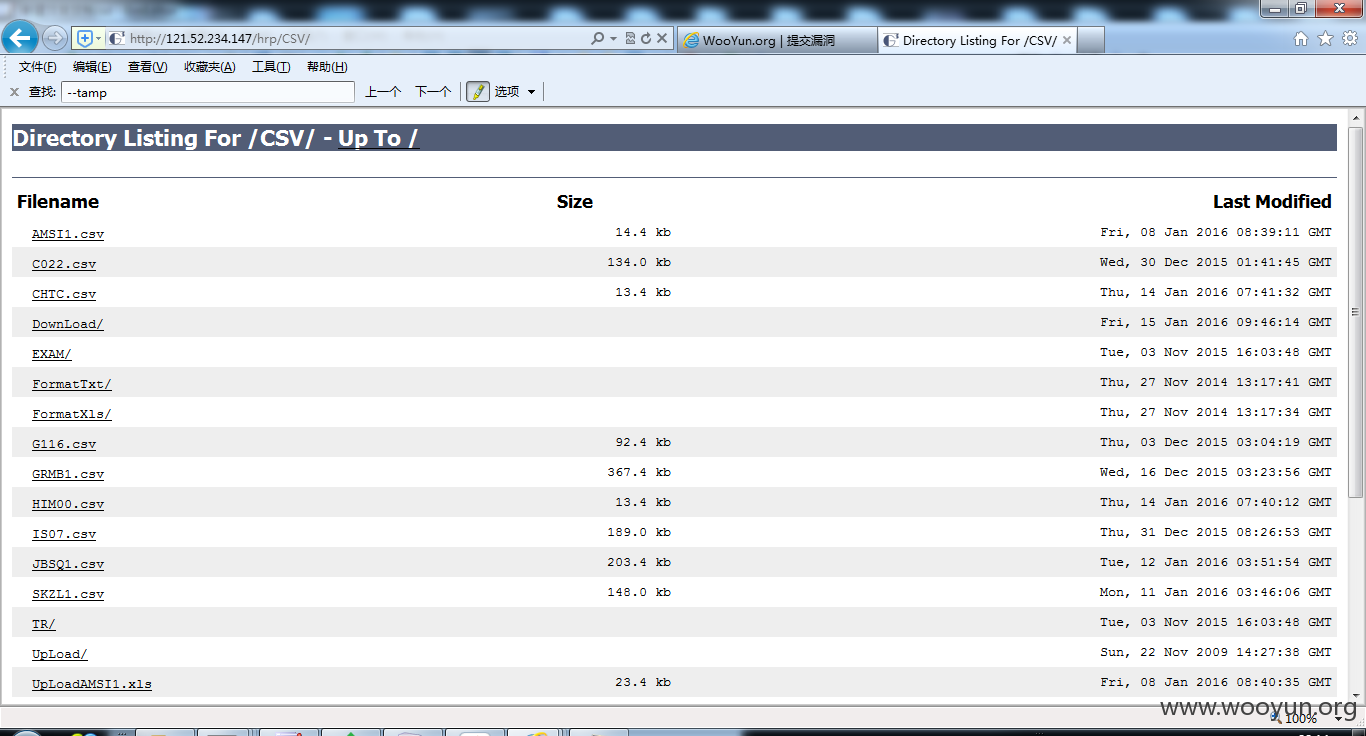 http://121.52.234.147/hrp/CSV/
WooYun.org | 提交漏洞
Directory Listing For /CSV/
文件(F) 编辑(E) 查看(V) 收藏夹(A) 工具(T) 帮助(H)
查找: --tamp 上一个 下一个 选项
Directory Listing For /CSV/ - Up To /
Filename Size Last Modified
AMSI1.csv 14.4 kb Fri, 08 Jan 2016 08:39:11 GMT
C022.csv 134.0 kb Wed, 30 Dec 2015 01:41:45 GMT
CHTC.csv 13.4 kb Thu, 14 Jan 2016 07:41:32 GMT
DownLoad/ Fri, 15 Jan 2016 09:46:14 GMT
EXAM/ Tue, 03 Nov 2015 16:03:48 GMT
FormatTxt/ Thu, 27 Nov 2014 13:17:41 GMT
FormatXls/ Thu, 27 Nov 2014 13:17:34 GMT
G116.csv 92.4 kb Thu, 03 Dec 2015 03:04:19 GMT
GRMB1.csv 367.4 kb Wed, 16 Dec 2015 03:23:56 GMT
HIM00.csv 13.4 kb Thu, 14 Jan 2016 07:40:12 GMT
IS07.csv 189.0 kb Thu, 31 Dec 2015 08:26:53 GMT
JBSQ1.csv 203.4 kb Tue, 12 Jan 2016 03:51:54 GMT
SKZL1.csv 148.0 kb Mon, 11 Jan 2016 03:46:06 GMT
TR/ Tue, 03 Nov 2015 16:03:48 GMT
UpLoad/ Sun, 22 Nov 2009 14:27:38 GMT
UpLoadAMSI1.xls 23.4 kb Fri, 08 Jan 2016 08:40:35 GMT
www.wooyun.org
100%